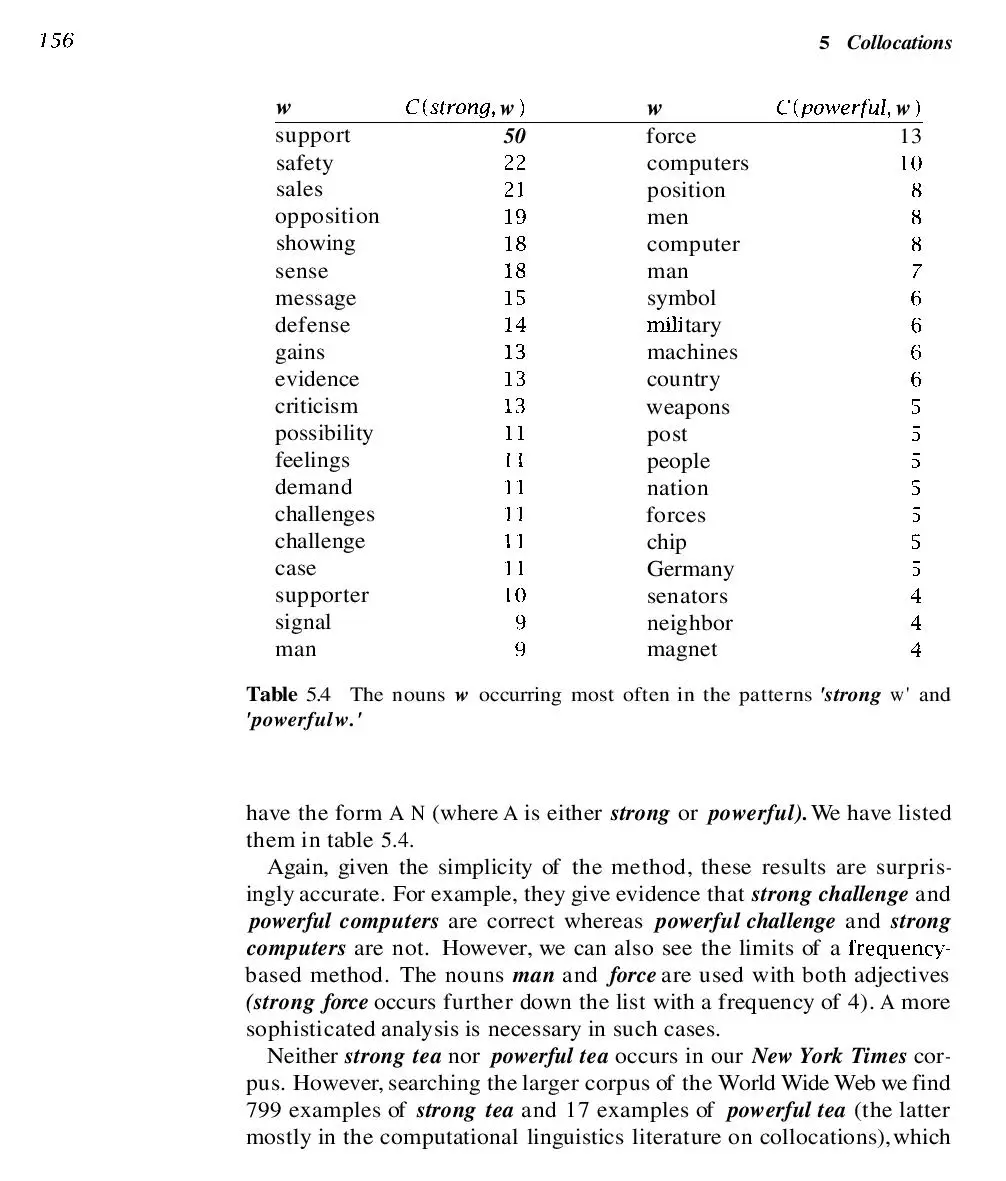 156
5 Collocations
w C(strong, w) w C(powerful, w)
support 50 force 13
safety 22 computers 10
sales 21 position 8
opposition 19 men 8
showing 18 computer 8
sense 18 man 7
message 15 symbol 6
defense 14 military 6
gains 13 machines 6
evidence 13 country 6
criticism 13 weapons 5
possibility 11 post 5
feelings 11 people 5
demand 11 nation 5
challenges 11 forces 5
challenge 11 chip 5
case 11 Germany 5
supporter 10 senators 4
signal 9 neighbor 4
man 9 magnet 4
Table 5.4 The nouns w occurring most often in the patterns 'strong w' and
'powerfulw.'
have the form A N (where A is either strong or powerful). We have listed
them in table 5.4.
Again, given the simplicity of the method, these results are surpris-
ingly accurate. For example, they give evidence that strong challenge and
powerful computers are correct whereas powerful challenge and strong
computers are not. However, we can also see the limits of a frequency-
based method. The nouns man and force are used with both adjectives
(strong force occurs further down the list with a frequency of 4). A more
sophisticated analysis is necessary in such cases.
Neither strong tea nor powerful tea occurs in our New York Times cor-
pus. However, searching the larger corpus of the World Wide Web we find
799 examples of strong tea and 17 examples of powerful tea (the latter
mostly in the computational linguistics literature on collocations), which